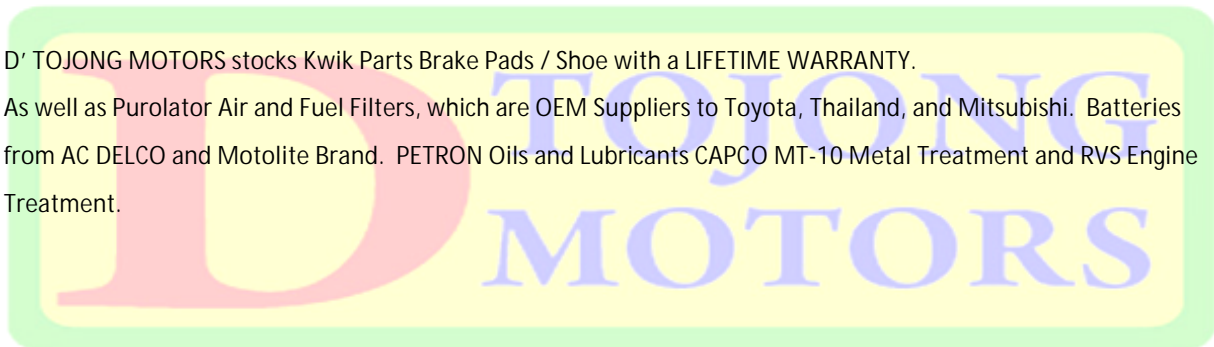 D’ TOJONG MOTORS stocks Kwik Parts Brake Pads / Shoe with a LIFETIME WARRANTY.
As well as Purolator Air and Fuel Filters, which are OEM Suppliers to Toyota, Thailand, and Mitsubishi.  Batteries
from AC DELCO and Motolite Brand.  PETRON Oils and Lubricants CAPCO MT-10 Metal Treatment and RVS Engine
Treatment.
D TOJONG
MOTORS